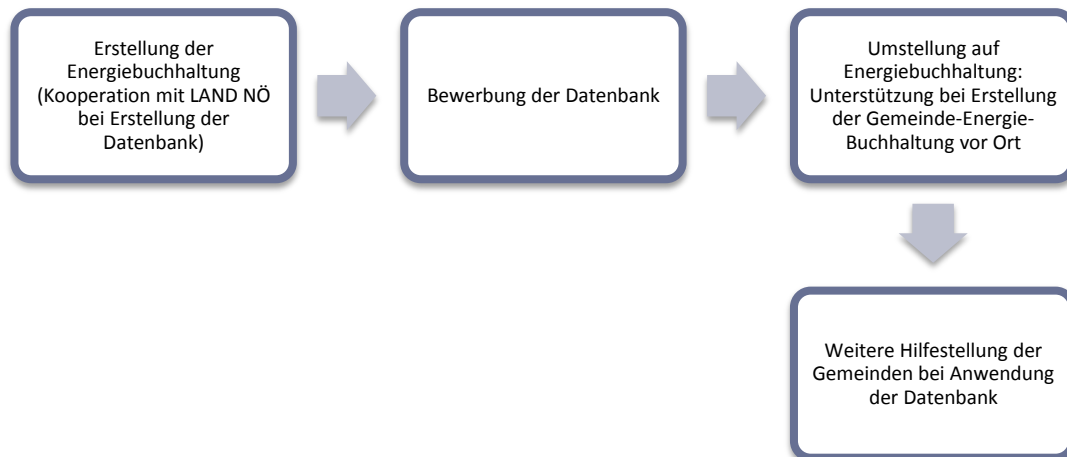 Erstellung der
Energiebuchhaltung
(Kooperation mit LAND NÖ
bei Erstellung der
Datenbank)
Bewerbung der Datenbank
Umstellung auf
Energiebuchhaltung:
Unterstützung bei Erstellung
der Gemeinde-Energie-
Buchhaltung vor Ort
Weitere Hilfestellung der
Gemeinden bei Anwendung
der Datenbank